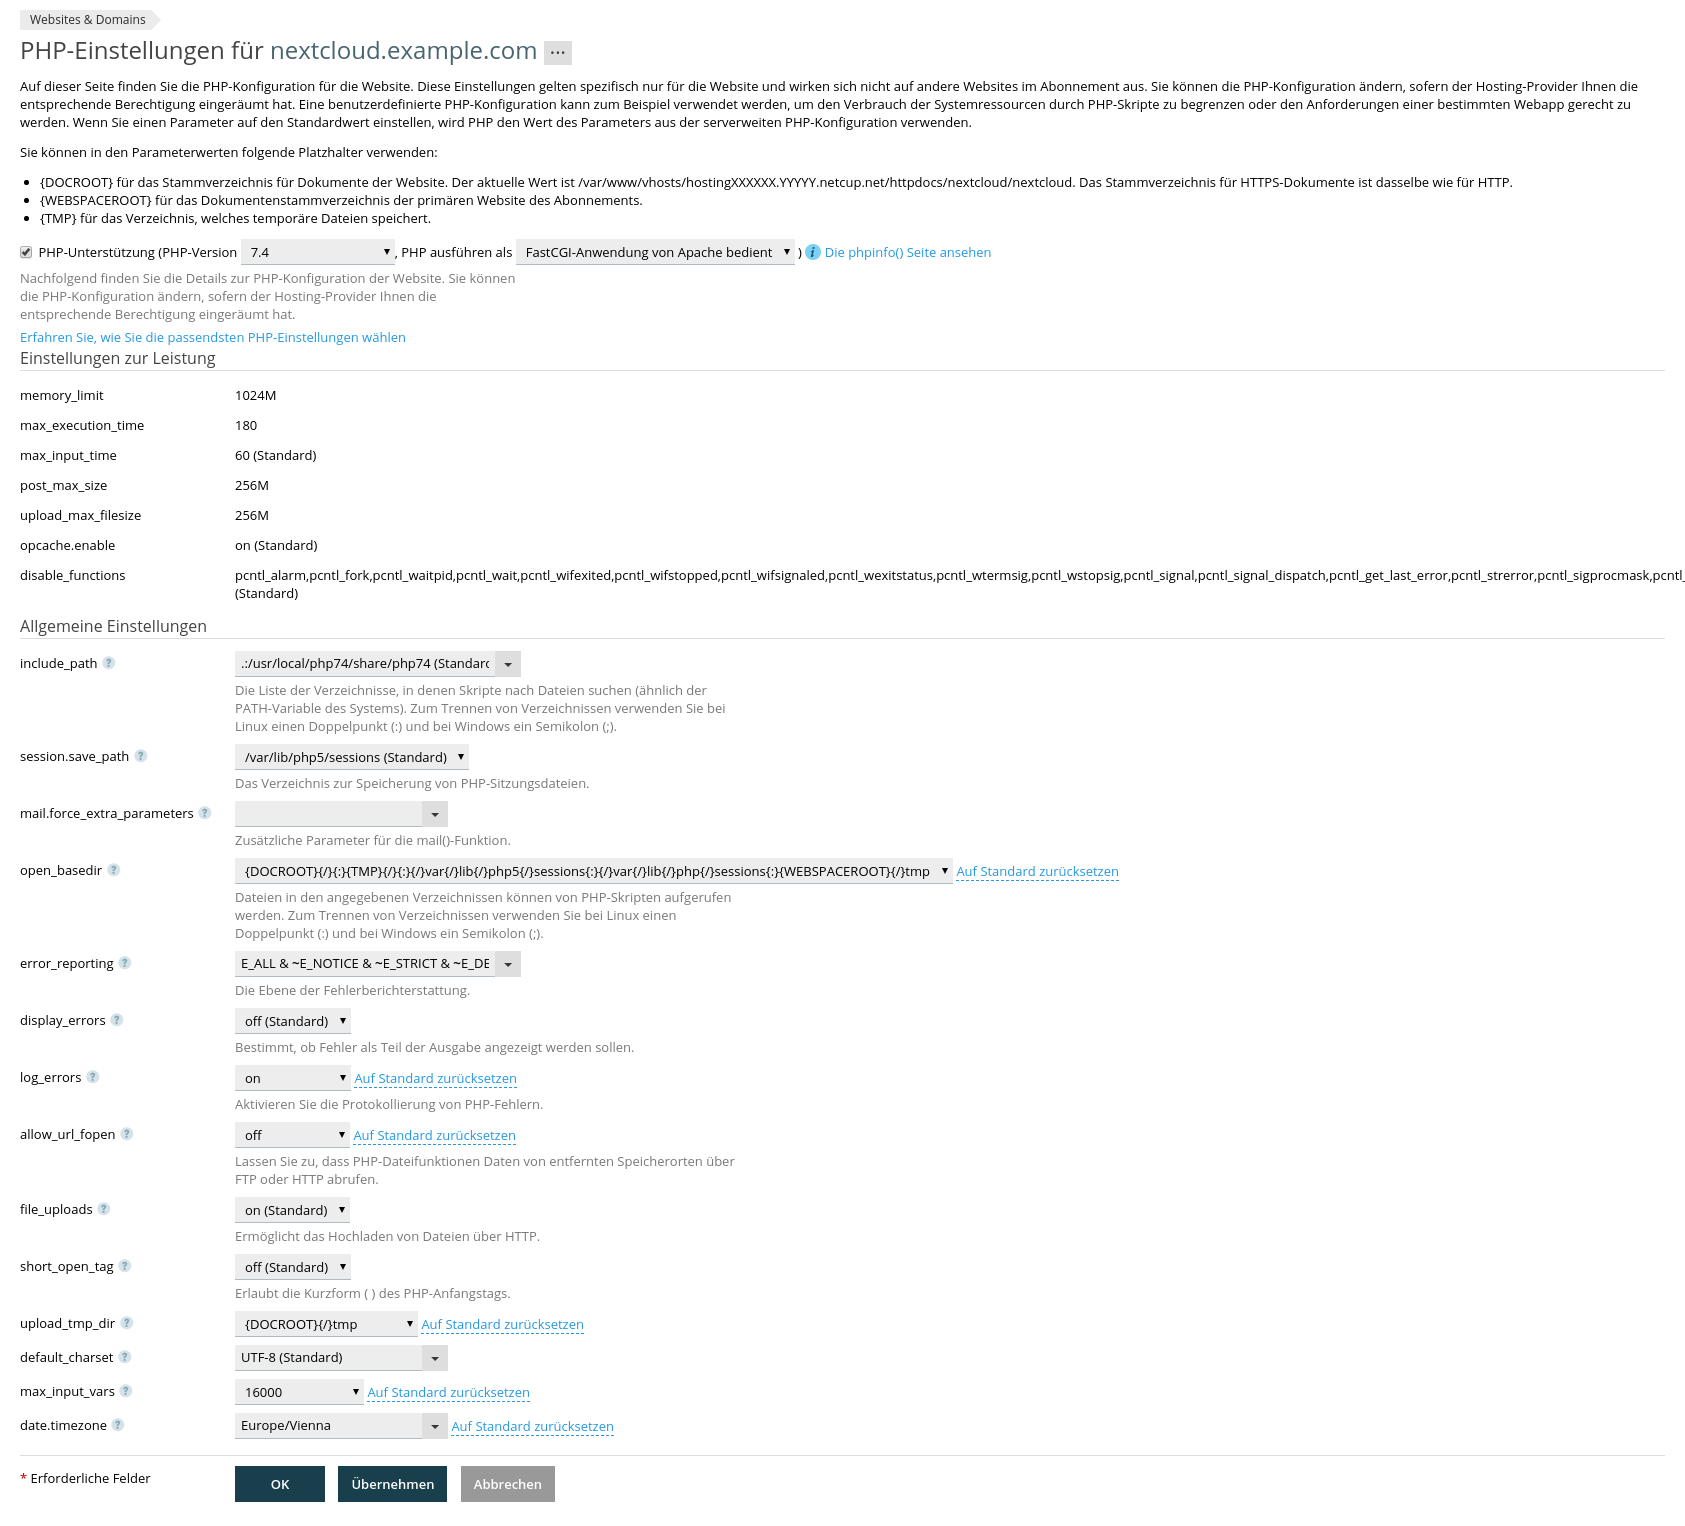 Websites & Domains
PHP-Einstellungen für nextcloud.example.com ...
Auf dieser Seite finden Sie die PHP-Konfiguration für die Website. Diese Einstellungen gelten spezifisch nur für die Website und wirken sich nicht auf andere Websites im Abonnement aus. Sie können die PHP-Konfiguration ändern, sofern der Hosting-Provider Ihnen die
entsprechende Berechtigung eingeräumt hat. Eine benutzerdefinierte PHP-Konfiguration kann zum Beispiel verwendet werden, um den Verbrauch der Systemressourcen durch PHP-Skripte zu begrenzen oder den Anforderungen einer bestimmten Webapp gerecht zu
werden. Wenn Sie einen Parameter auf den Standardwert einstellen, wird PHP den Wert des Parameters aus der serverweiten PHP-Konfiguration verwenden.
Sie können in den Parameterwerten folgende Platzhalter verwenden:
• {DOCROOT} für das Stammverzeichnis für Dokumente der Website. Der aktuelle Wert ist /var/www/vhosts/hostingXXXXXX.YYYYY.netcup.net/httpdocs/nextcloud/nextcloud. Das Stammverzeichnis für HTTPS-Dokumente ist dasselbe wie für HTTP.
• {WEBSPACEROOT} für das Dokumentenstammverzeichnis der primären Website des Abonnements.
• {TMP} für das Verzeichnis, welches temporäre Dateien speichert.
PHP-Unterstützung (PHP-Version 7.4 , PHP ausführen als FastCGI-Anwendung von Apache bedient ) i Die phpinfo() Seite ansehen
Nachfolgend finden Sie die Details zur PHP-Konfiguration der Website. Sie können
die PHP-Konfiguration ändern, sofern der Hosting-Provider Ihnen die
entsprechende Berechtigung eingeräumt hat.
Erfahren Sie, wie Sie die passendsten PHP-Einstellungen wählen
Einstellungen zur Leistung
memory_limit 1024M
max_execution_time 180
max_input_time 60 (Standard)
post_max_size 256M
upload_max_filesize 256M
opcache.enable on (Standard)
disable_functions pcntl_alarm,pcntl_fork,pcntl_waitpid,pcntl_wait,pcntl_wifexited,pcntl_wifstopped,pcntl_wifsignaled,pcntl_wexitstatus,pcntl_wtermsig,pcntl_wstopsig,pcntl_signal,pcntl_signal_dispatch,pcntl_get_last_error,pcntl_strerror,pcntl_sigprocmask,pcntl_
(Standard)
Allgemeine Einstellungen
include_path ? .:/usr/local/php74/share/php74 (Standard
Die Liste der Verzeichnisse, in denen Skripte nach Dateien suchen (ähnlich der
PATH-Variable des Systems). Zum Trennen von Verzeichnissen verwenden Sie bei
Linux einen Doppelpunkt (:) und bei Windows ein Semikolon (;).
session.save_path ? /var/lib/php5/sessions (Standard)
Das Verzeichnis zur Speicherung von PHP-Sitzungsdateien.
mail.force_extra_parameters ?
Zusätzliche Parameter für die mail()-Funktion.
open_basedir ? {DOCROOT}{/}{:}{TMP}{/}{:}{/}var{/}lib{/}php5{/}sessions{:}{/}var{/}lib{/}php{/}sessions{:}{WEBSPACEROOT}{/}tmp Auf Standard zurücksetzen
Dateien in den angegebenen Verzeichnissen können von PHP-Skripten aufgerufen
werden. Zum Trennen von Verzeichnissen verwenden Sie bei Linux einen
Doppelpunkt (:) und bei Windows ein Semikolon (;).
error_reporting ? E_ALL & ~E_NOTICE & ~E_STRICT & ~E_DE
Die Ebene der Fehlerberichterstattung.
display_errors ? off (Standard)
Bestimmt, ob Fehler als Teil der Ausgabe angezeigt werden sollen.
log_errors ? on Auf Standard zurücksetzen
Aktivieren Sie die Protokollierung von PHP-Fehlern.
allow_url_fopen ? off Auf Standard zurücksetzen
Lassen Sie zu, dass PHP-Dateifunktionen Daten von entfernten Speicherorten über
FTP oder HTTP abrufen.
file_uploads ? on (Standard)
Ermöglicht das Hochladen von Dateien über HTTP.
short_open_tag ? off (Standard)
Erlaubt die Kurzform ( ) des PHP-Anfangstags.
upload_tmp_dir ? {DOCROOT}{/}tmp Auf Standard zurücksetzen
default_charset ? UTF-8 (Standard)
max_input_vars ? 16000 Auf Standard zurücksetzen
date.timezone ? Europe/Vienna Auf Standard zurücksetzen
* Erforderliche Felder OK Übernehmen Abbrechen